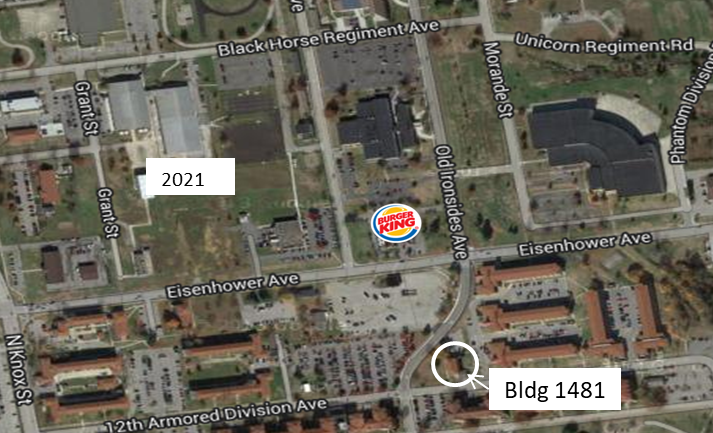 Ave
Black Horse Regiment Ave
Unicorn Regiment Rd
Morande St
Phantom Division
Grant St
Old Ironsides Ave
2021
Grant St
BURGER
KING
Eisenhower Ave
Eisenhower Ave
N Knox St
Bldg 1481
12th Armored Division Ave